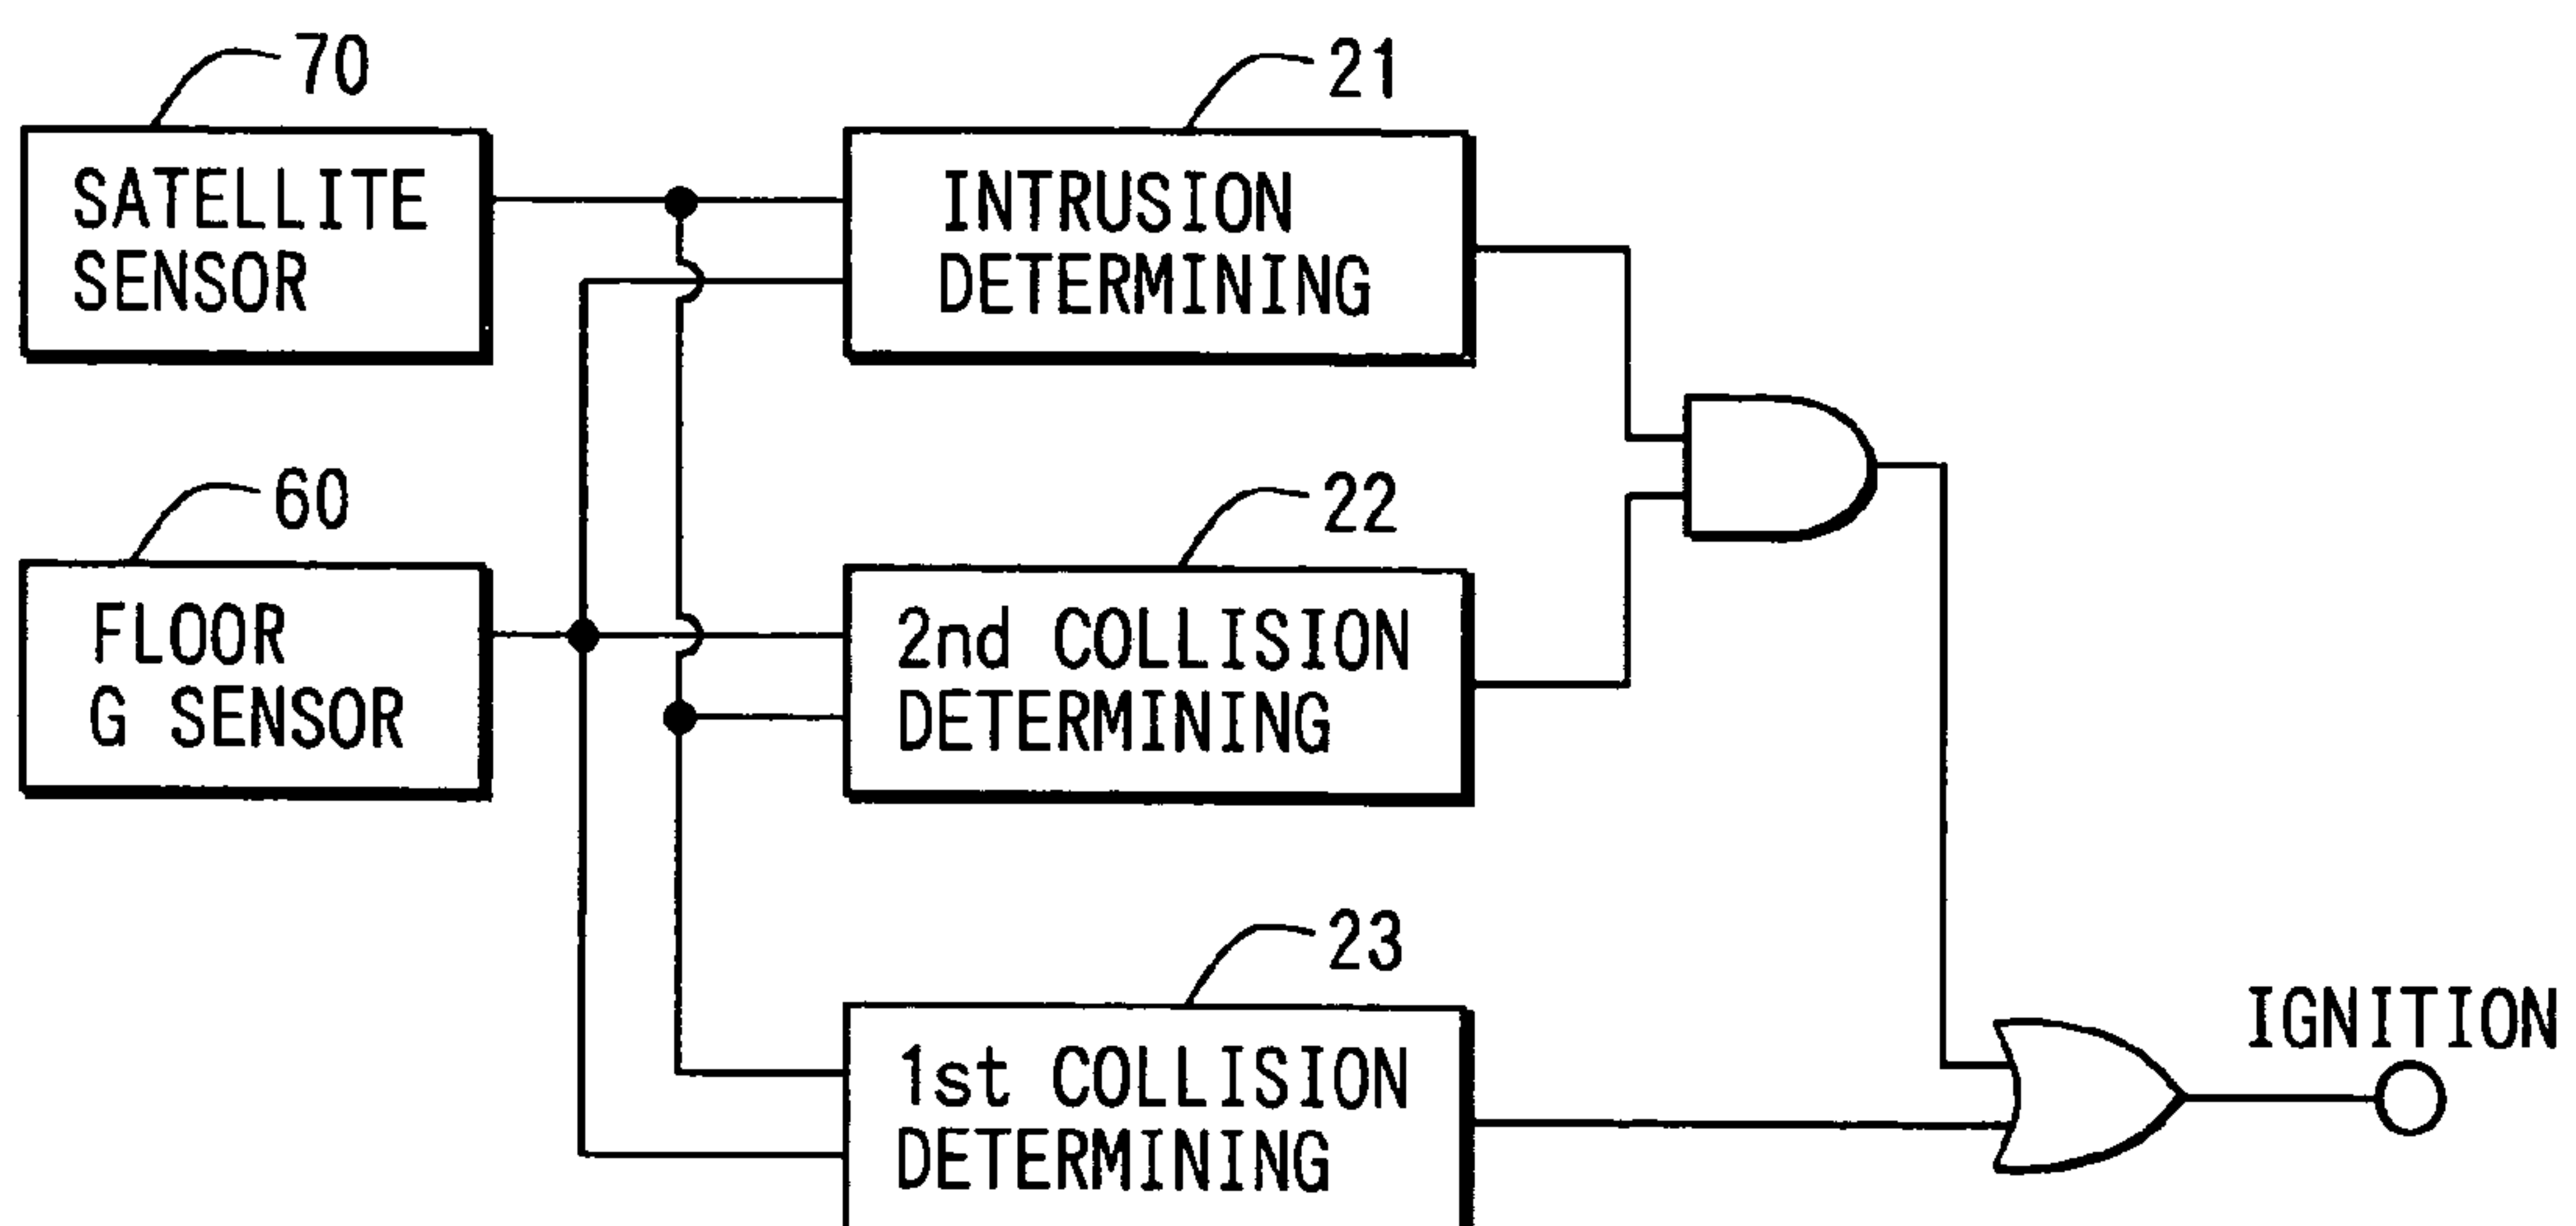 70
SATELLITE
SENSOR
21
INTRUSION
DETERMINING
60
FLOOR
G SENSOR
22
2nd COLLISION
DETERMINING
23
1st COLLISION
DETERMINING
IGNITION